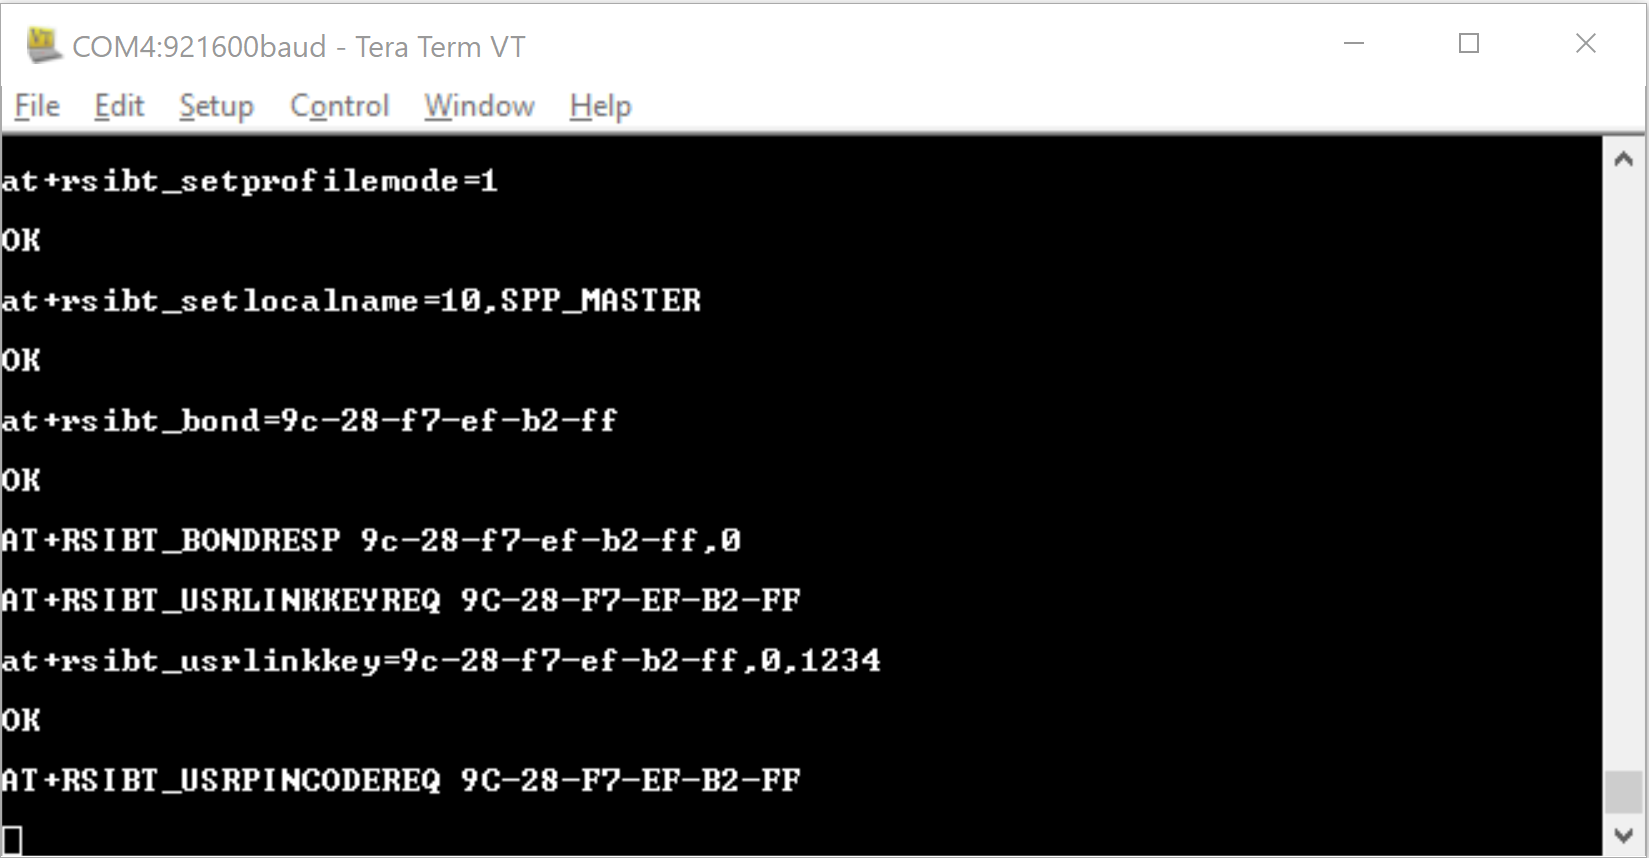 COM4:921600baud - Tera Term VT
File Edit Setup Control Window Help
at+rsibt_setprofilemode=1
OK
at+rsibt_setlocalname=10,SPP_MASTER
OK
at+rsibt_bond=9c-28-f7-ef-b2-ff
OK
AT+RSIBT_BONDRESP 9c-28-f7-ef-b2-ff,0
AT+RSIBT_USRLINKKEYREQ 9C-28-F7-EF-B2-FF
at+rsibt_usrlinkkey=9c-28-f7-ef-b2-ff,0,1234
OK
AT+RSIBT_USRPINCODEREQ 9C-28-F7-EF-B2-FF